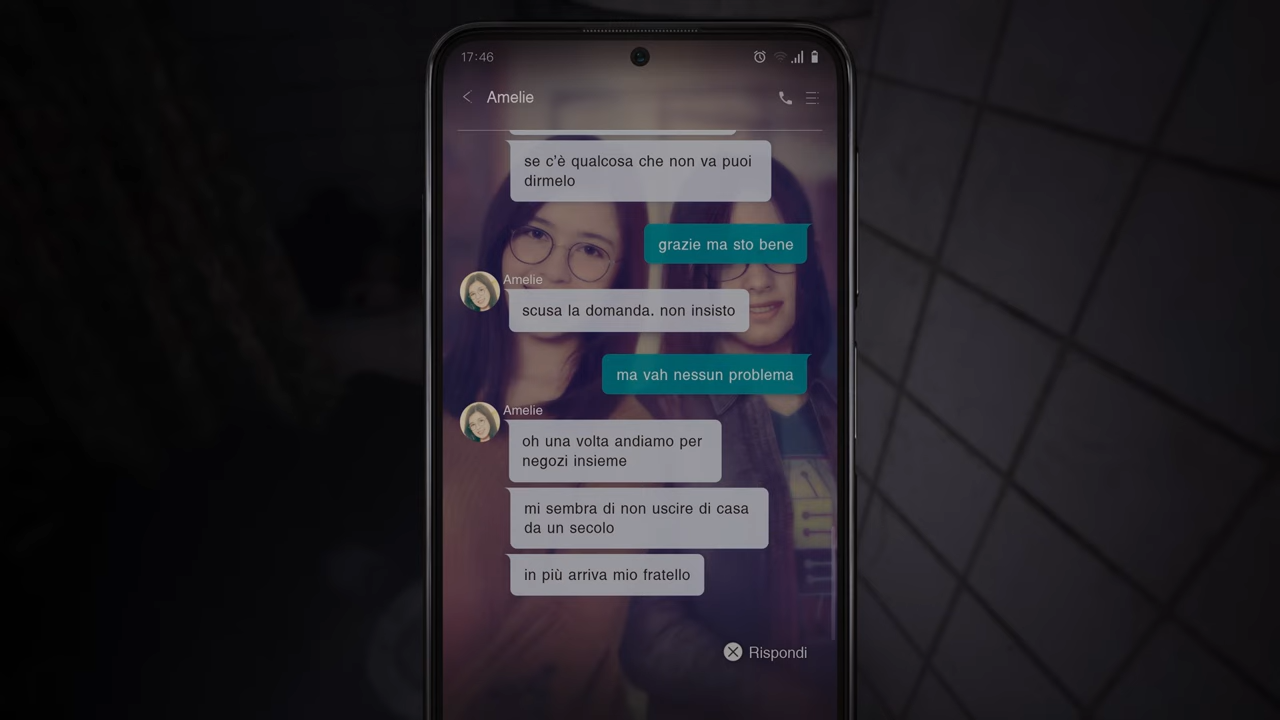 17:46
Amelie
se c'è qualcosa che non va puoi
dirmelo
grazie ma sto bene
Amelie
scusa la domanda. non insisto
ma vah nessun problema
Amelie
oh una volta andiamo per
negozi insieme
mi sembra di non uscire di casa
da un secolo
in più arriva mio fratello
Rispondi